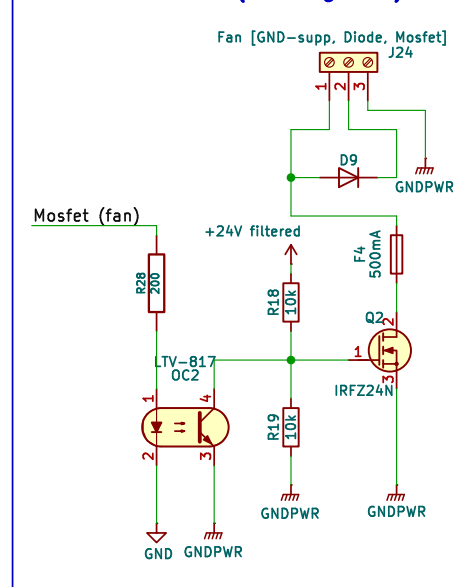 Fan [GND-supp, Diode, Mosfet]
J24
1
2
3
D9
GNDPWR
Mosfet (fan)
+24V filtered
F4
500mA
R28
200
R18
10k
Q2
2
1
3
IRFZ24N
LTV-817
OC2
1
4
2
3
R19
10k
GNDPWR
GNDPWR
GND
GNDPWR